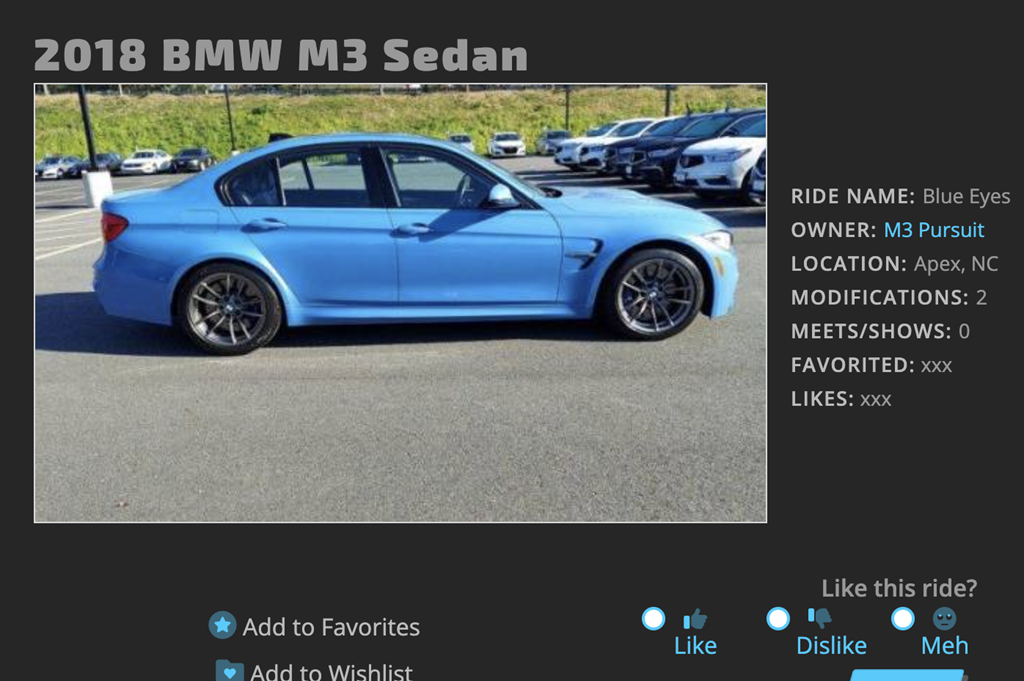 2018 BMW M3 Sedan
RIDE NAME: Blue Eyes
OWNER: M3 Pursuit
LOCATION: Apex, NC
MODIFICATIONS: 2
MEETS/SHOWS: 0
FAVORITED: xxx
LIKES: xxx
Like this ride?
Add to Favorites
Like Dislike Meh
Add to Wishlist